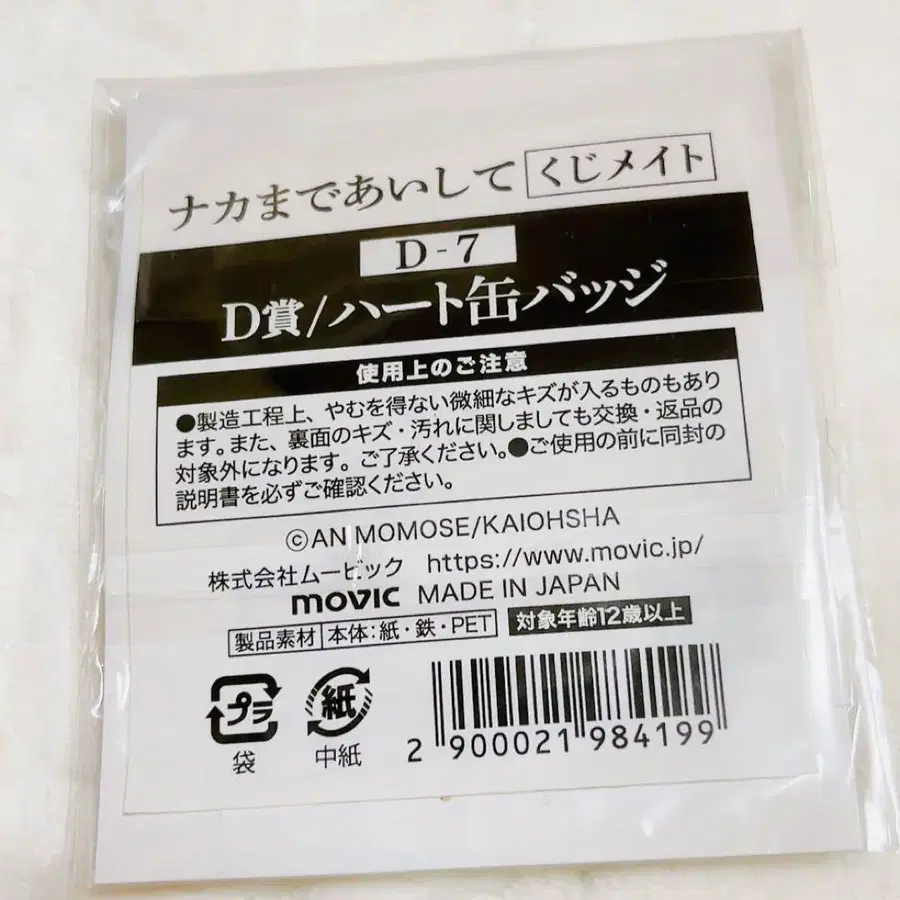 ナカまであいして くじメイト
D-7
D賞/ハート缶バッジ
使用上のご注意
●製造工程上、やむを得ない微細なキズが入るものもあり
ます。また、裏面のキズ・汚れに関しましても交換・返品の
対象外になります。ご了承ください。●ご使用の前に同封の
説明書を必ずご確認ください。
©AN MOMOSE/KAIOHSHA
株式会社ムービック https://www.movic.jp/
movic MADE IN JAPAN
製品素材 本体:紙・鉄・PET 対象年齢12歳以上
プラ 紙
袋 中紙
2 900021 984199